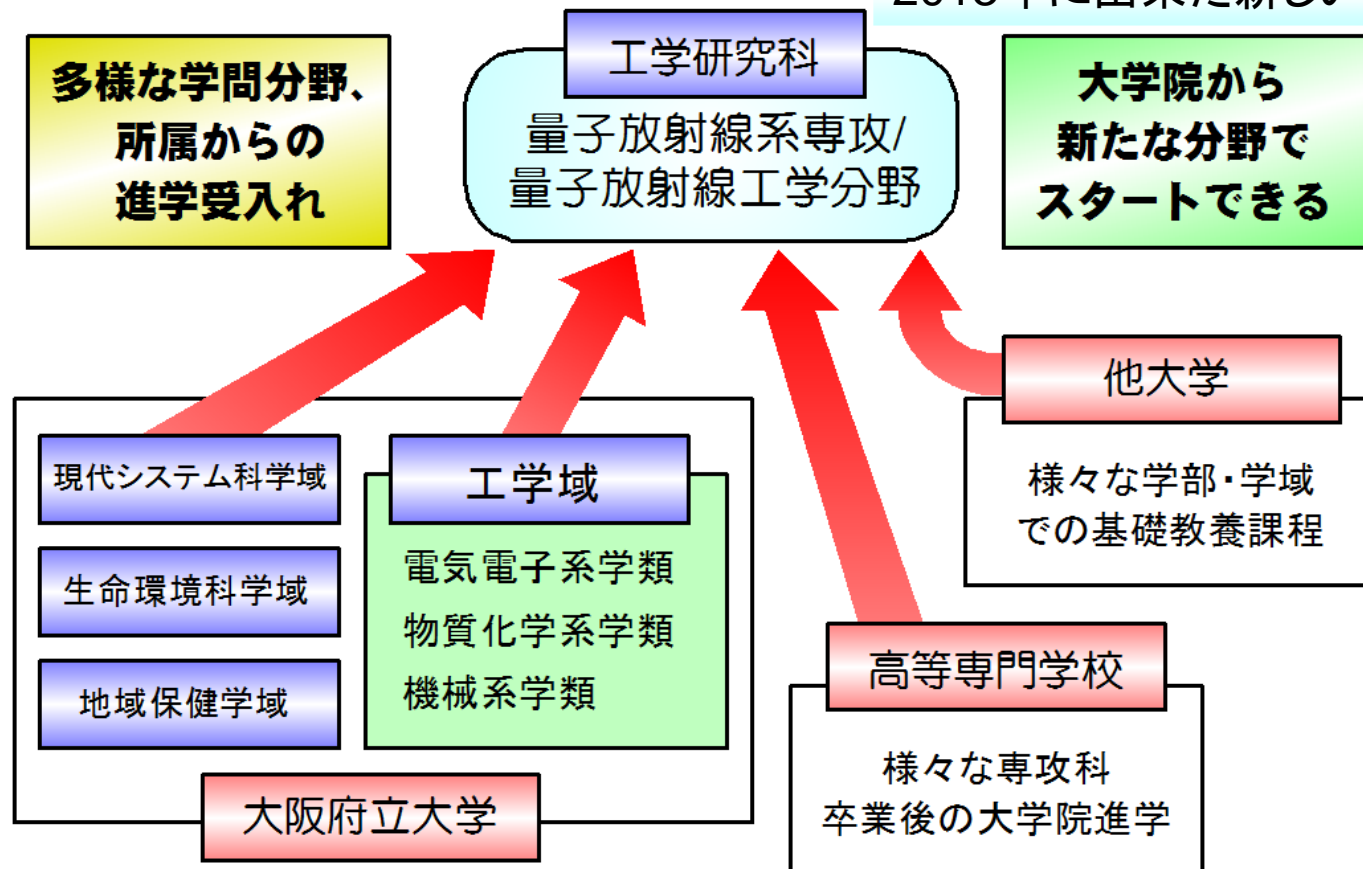 年に出来た新し
多様な学問分野、
所属からの
進学受入れ
工学研究科
量子放射線系専攻/
量子放射線工学分野
大学院から
新たな分野で
スタートできる
他大学
様々な学部・学域
での基礎教養課程
現代システム科学域
生命環境科学域
地域保健学域
工学域
電気電子系学類
物質化学系学類
機械系学類
大阪府立大学
高等専門学校
様々な専攻科
卒業後の大学院進学